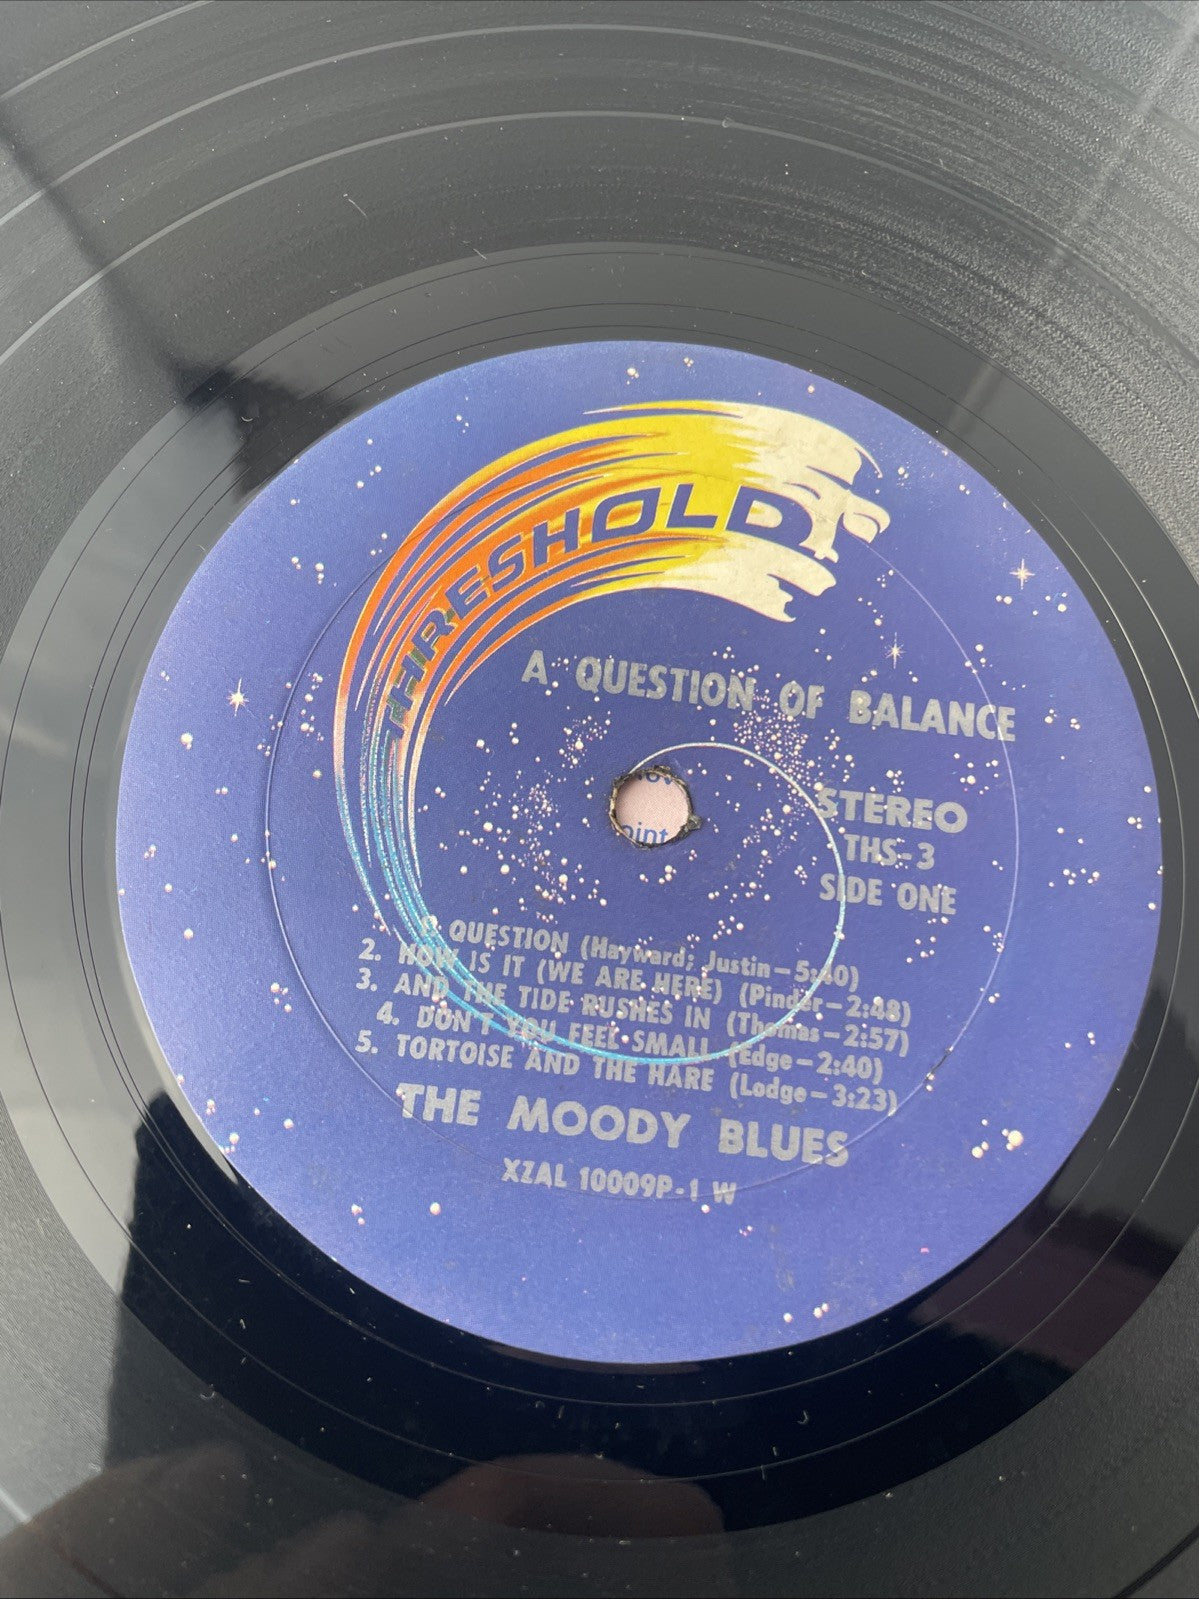 THRESHOLD
A QUESTION OF BALANCE
STEREO
THS-3
SIDE ONE
QUESTION (Hayward; Justin-5:40)
2. HOW IS IT (WE ARE HERE) (Pinder-2:48)
3. AND THE TIDE RUSHES IN (Thomas-2:57)
4. DON'T YOU FEEL SMALL (Edge-2:40)
5. TORTOISE AND THE HARE (Lodge-3:23)
THE MOODY BLUES
XZAL 10009P-1 W
oint